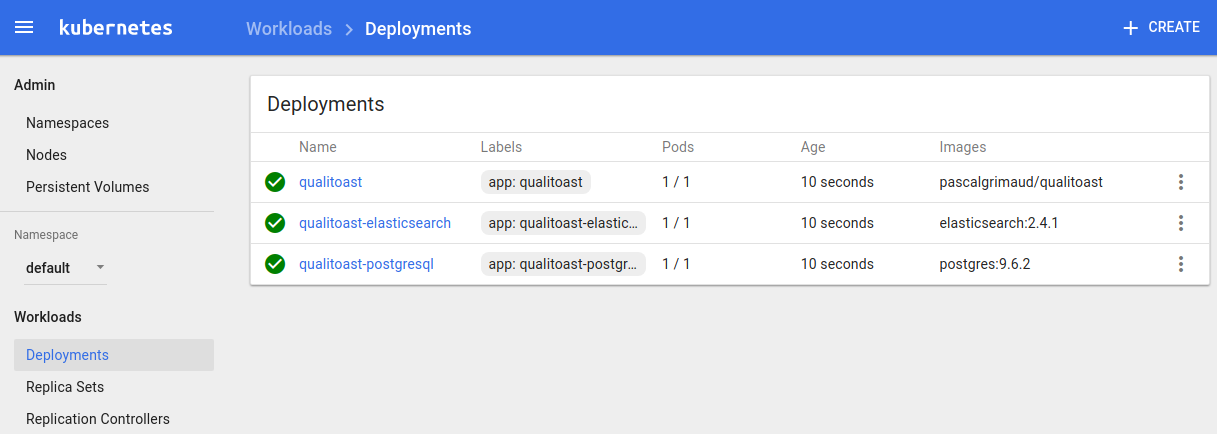 kubernetes Workloads > Deployments + CREATE
Admin
Namespaces
Nodes
Persistent Volumes
Namespace
default
Workloads
Deployments
Replica Sets
Replication Controllers
Deployments
Name Labels Pods Age Images
qualitoast app: qualitoast 1 / 1 10 seconds pascalgrimaud/qualitoast
qualitoast-elasticsearch app: qualitoast-elastic... 1 / 1 10 seconds elasticsearch:2.4.1
qualitoast-postgresql app: qualitoast-postgr... 1 / 1 10 seconds postgres:9.6.2